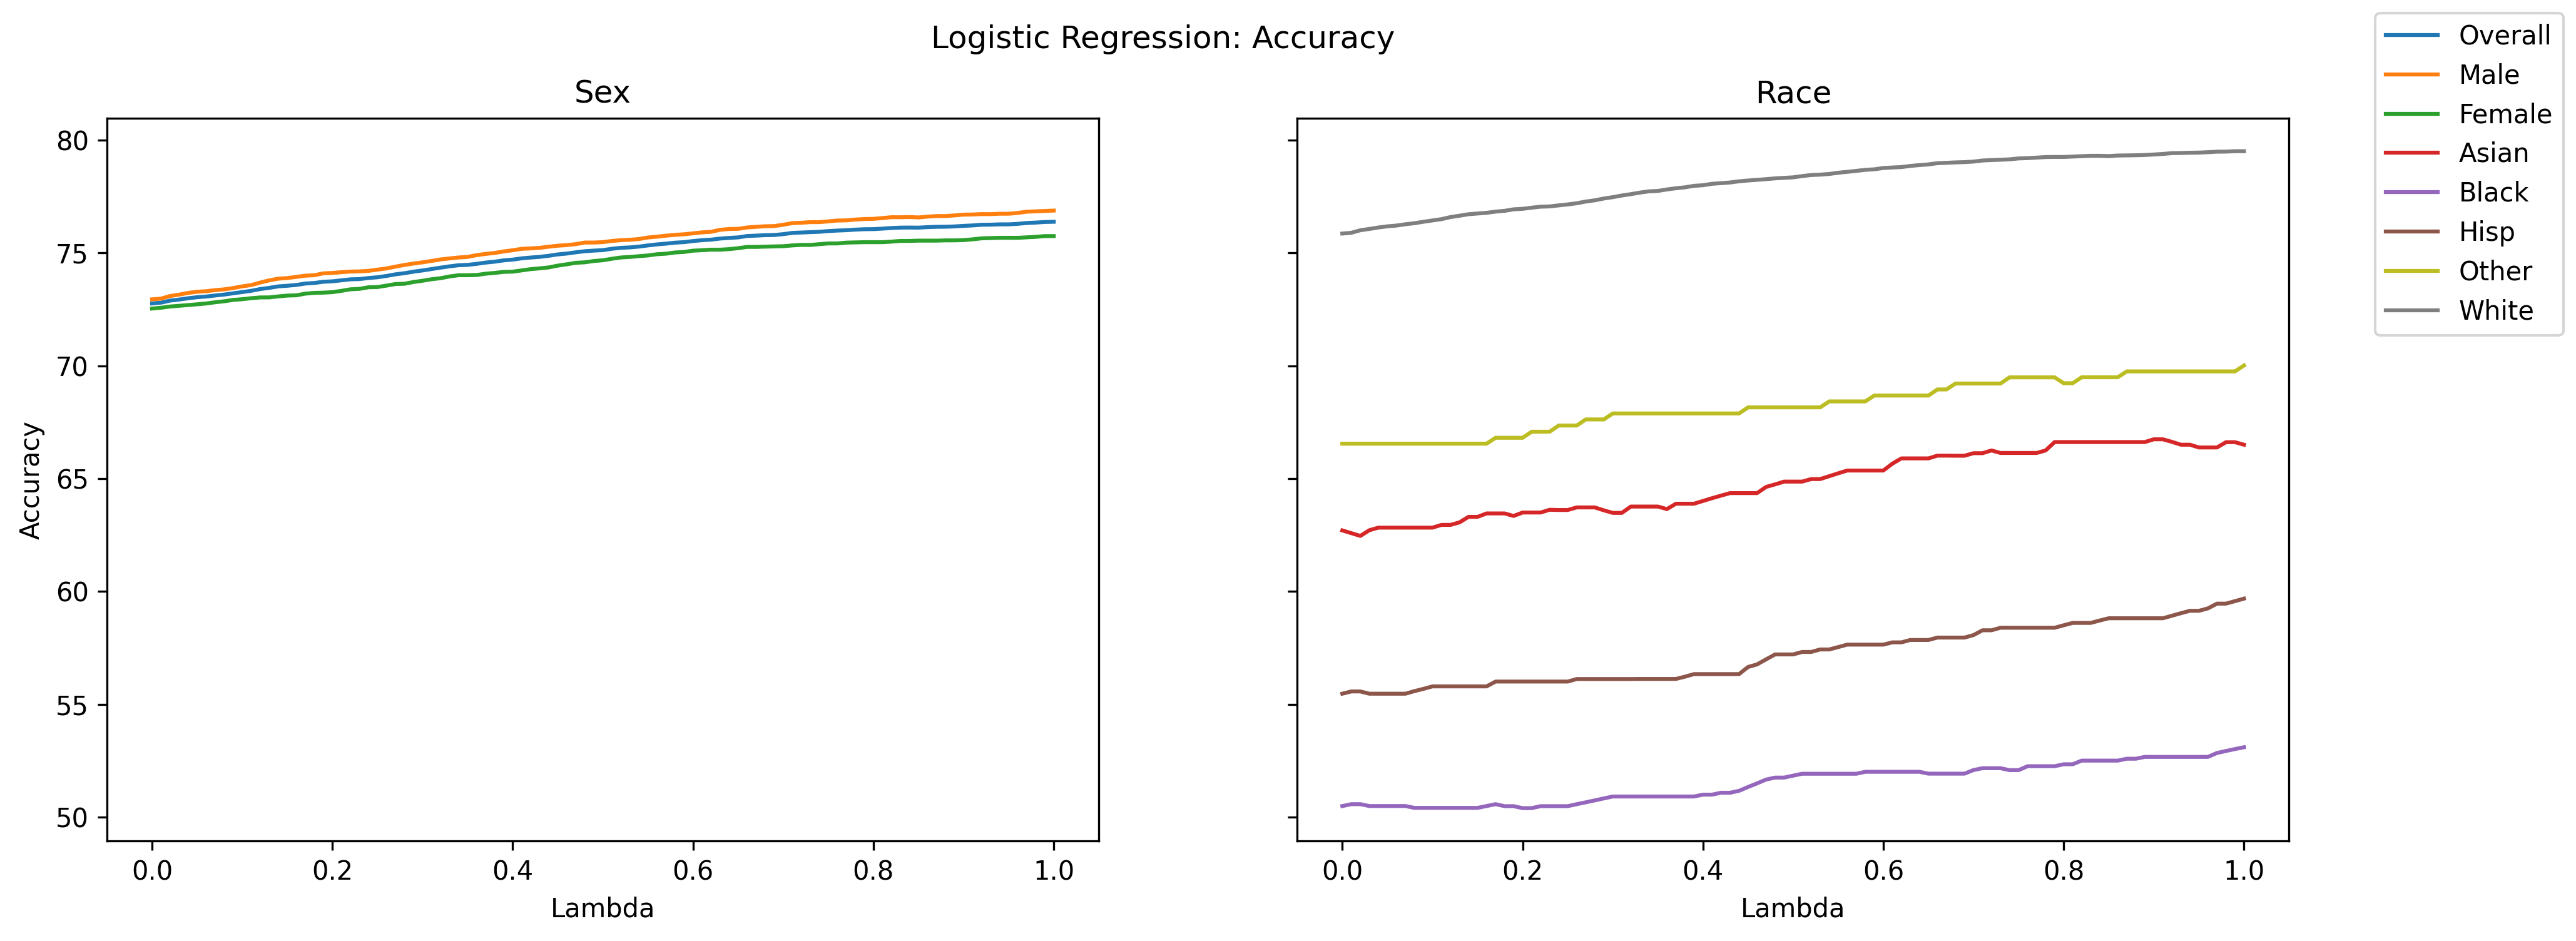 Logistic Regression: Accuracy
Sex
Race
Overall
Male
Female
Asian
Black
Hisp
Other
White
Accuracy
80
75
70
65
60
55
50
0.0 0.2 0.4 0.6 0.8 1.0
Lambda
0.0 0.2 0.4 0.6 0.8 1.0
Lambda